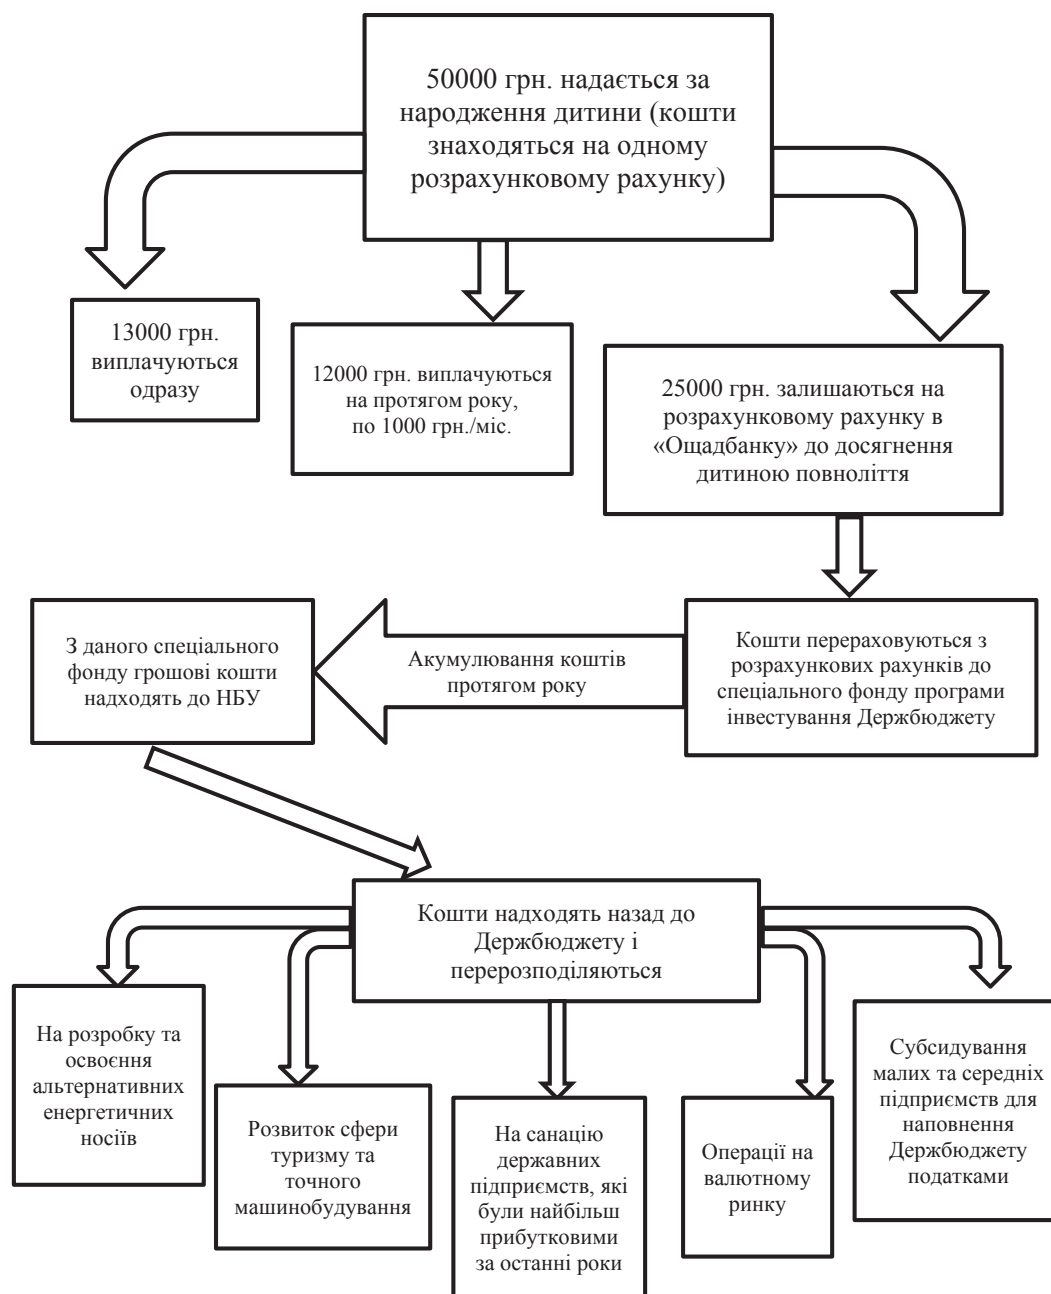 50000 грн. надається за
народження дитини (кошти
знаходяться на одному
розрахунковому рахунку)
13000 грн.
виплачуються
одразу
12000 грн. виплачуються
на протягом року,
по 1000 грн./міс.
25000 грн. залишаються на
розрахунковому рахунку в
«Ощадбанку» до досягнення
дитиною повноліття
З даного спеціального
фонду грошові кошти
надходять до НБУ
Акумулювання коштів
протягом року
Кошти перераховуються з
розрахункових рахунків до
спеціального фонду програми
інвестування Держбюджету
Кошти надходять назад до
Держбюджету і
перерозподіляються
На розробку та
освоєння
альтернативних
енергетичних
носіїв
Розвиток сфери
туризму та
точного
машинобудування
На санацію
державних
підприємств, які
були найбільш
прибутковими
за останні роки
Операції на
валютному
ринку
Субсидування
малих та середніх
підприємств для
наповнення
Держбюджету
податками